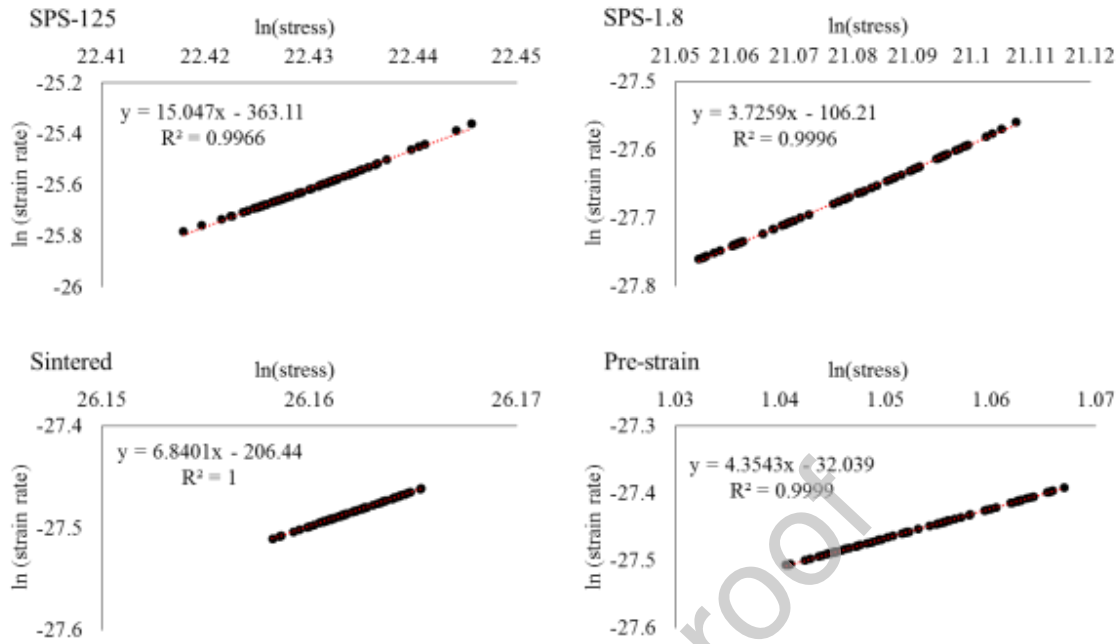 SPS-125
ln(stress)
22.41 22.42 22.43 22.44 22.45
-25.2
-25.4
-25.6
-25.8
-26
ln (strain rate)
y = 15.047x - 363.11
R² = 0.9966
SPS-1.8
ln(stress)
21.05 21.06 21.07 21.08 21.09 21.1 21.11 21.12
-27.5
-27.6
-27.7
-27.8
ln (strain rate)
y = 3.7259x - 106.21
R² = 0.9996
Sintered
ln(stress)
26.15 26.16 26.17
-27.4
-27.5
-27.6
ln (strain rate)
y = 6.8401x - 206.44
R² = 1
Pre-strain
ln(stress)
1.03 1.04 1.05 1.06 1.07
-27.3
-27.4
-27.5
-27.6
ln (strain rate)
y = 4.3543x - 32.039
R² = 0.9999
roof